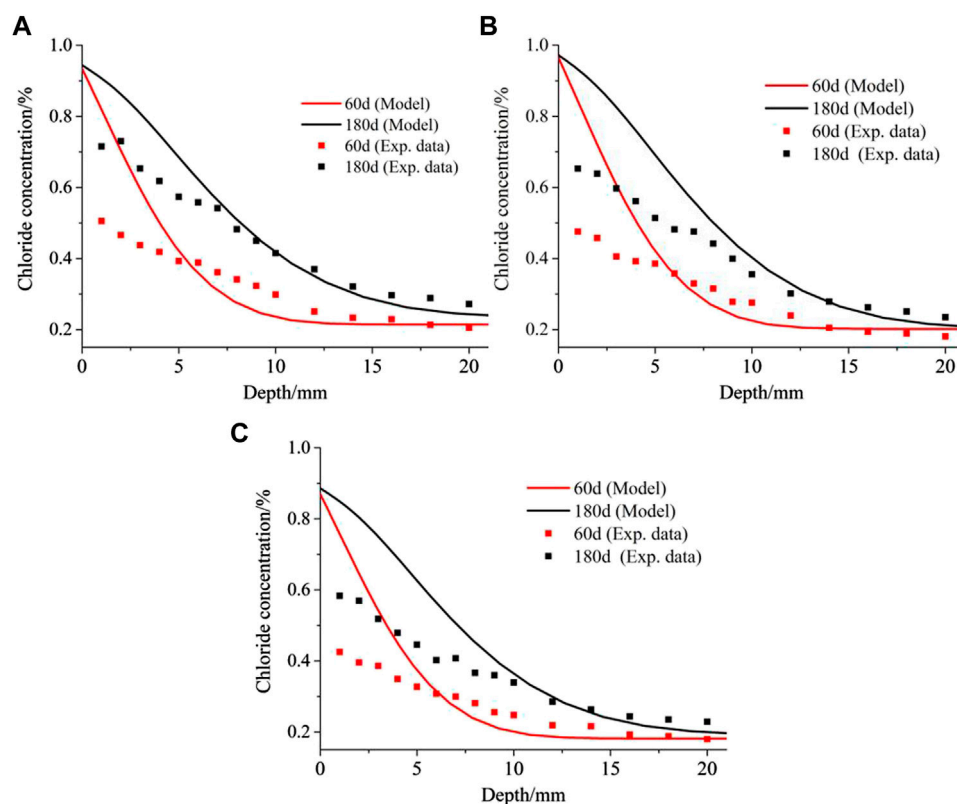 A
Chloride concentration/%
1.0
0.8
0.6
0.4
0.2
60d (Model)
180d (Model)
60d (Exp. data)
180d (Exp. data)
0
5
10
15
20
Depth/mm
B
Chloride concentration/%
1.0
0.8
0.6
0.4
0.2
60d (Model)
180d (Model)
60d (Exp. data)
180d (Exp. data)
0
5
10
15
20
Depth/mm
C
Chloride concentration/%
1.0
0.8
0.6
0.4
0.2
60d (Model)
180d (Model)
60d (Exp. data)
180d (Exp. data)
0
5
10
15
20
Depth/mm